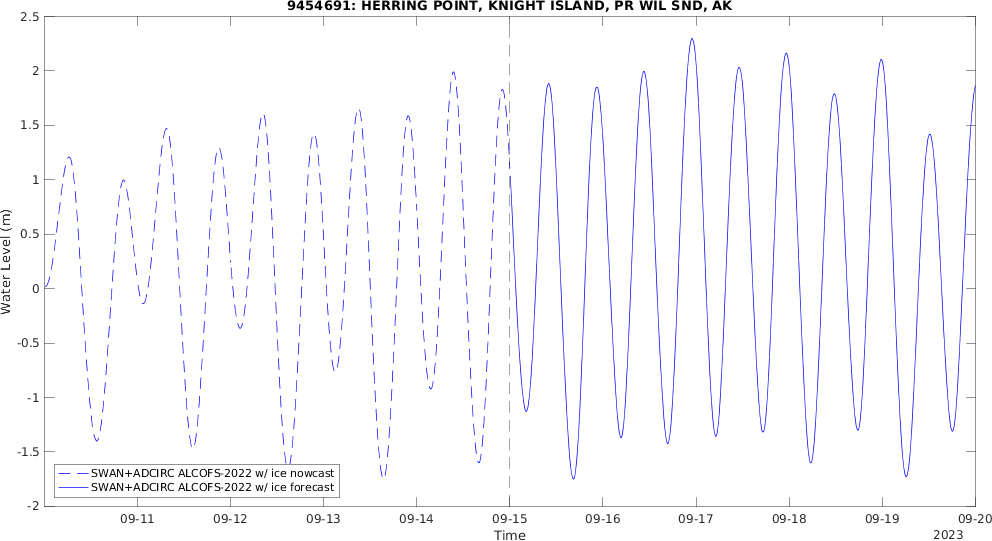 9454691: HERRING POINT, KNIGHT ISLAND, PR WIL SND, AK
2.5
2
1.5
1
0.5
0
-0.5
-1
-1.5
-2
Water Level (m)
SWAN+ADCIRC ALCOFS-2022 w/ ice nowcast
SWAN+ADCIRC ALCOFS-2022 w/ ice forecast
09-11 09-12 09-13 09-14 09-15 09-16 09-17 09-18 09-19 09-20
Time
2023